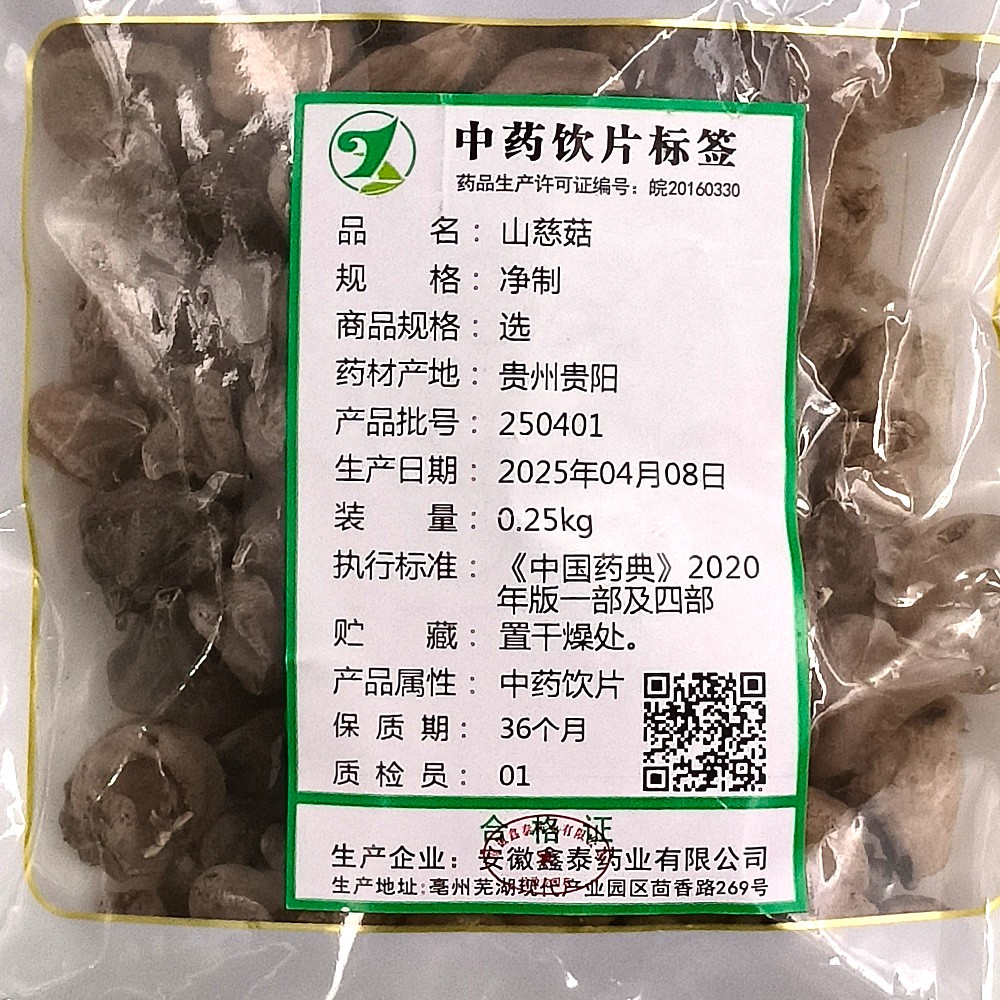 中药饮片标签
药品生产许可证编号：皖20160330
品 名：山慈菇
规 格：净制
商品规格：选
药材产地：贵州贵阳
产品批号：250401
生产日期：2025年04月08日
装 量：0.25kg
执行标准：《中国药典》2020
年版一部及四部
贮 藏：置干燥处。
产品属性：中药饮片
保 质 期：36个月
质 检 员：01
合 格 证
生产企业：安徽鑫泰药业有限公司
生产地址：亳州芜湖现代产业园区茴香路269号